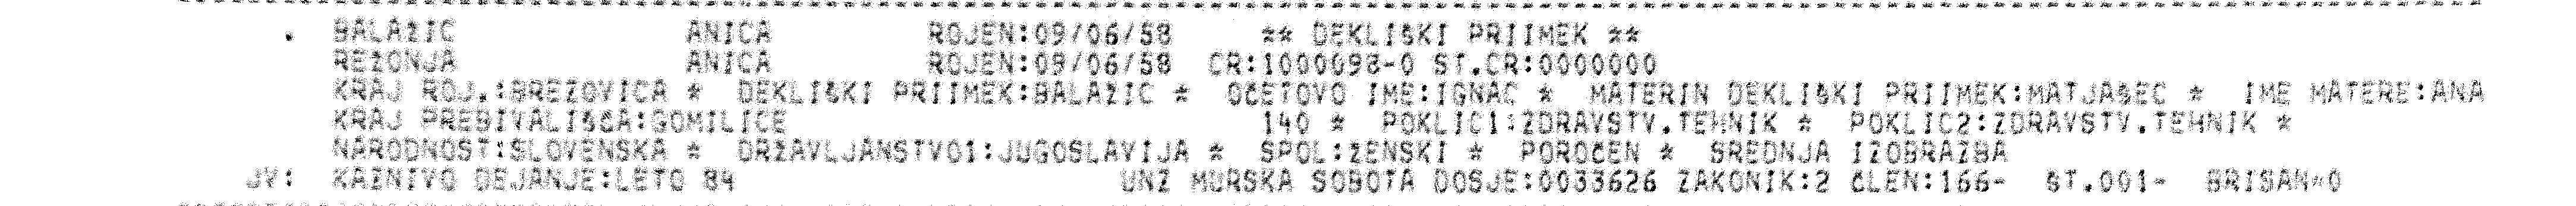 . BALAŽIC ANICA ROJEN:09/06/58 ** DEKLIŠKI PRIIMEK **
REŽONJA ANICA ROJEN:09/06/58 CR:1000098-0 ST.CR:0000000
KRAJ ROJ.:BREZOVICA * DEKLIŠKI PRIIMEK:BALAŽIC * OČETOVO IME:IGNAC * MATERIN DEKLIŠKI PRIIMEK:MATJAŠEC * IME MATERE:ANA
KRAJ PREBIVALIŠČA:GOMILICE 140 * POKLIC1:ZDRAVSTV.TEHNIK * POKLIC2:ZDRAVSTV.TEHNIK *
NARODNOST:SLOVENSKA * DRŽAVLJANSTVO1:JUGOSLAVIJA * SPOL:ŽENSKI * POROČEN * SREDNJA IZOBRAZBA
JV: KAZNIVO DEJANJE:LETO 84 UNZ MURSKA SOBOTA DOSJE:0033626 ZAKONIK:2 ČLEN:166- ŠT.001- BRISAN=0